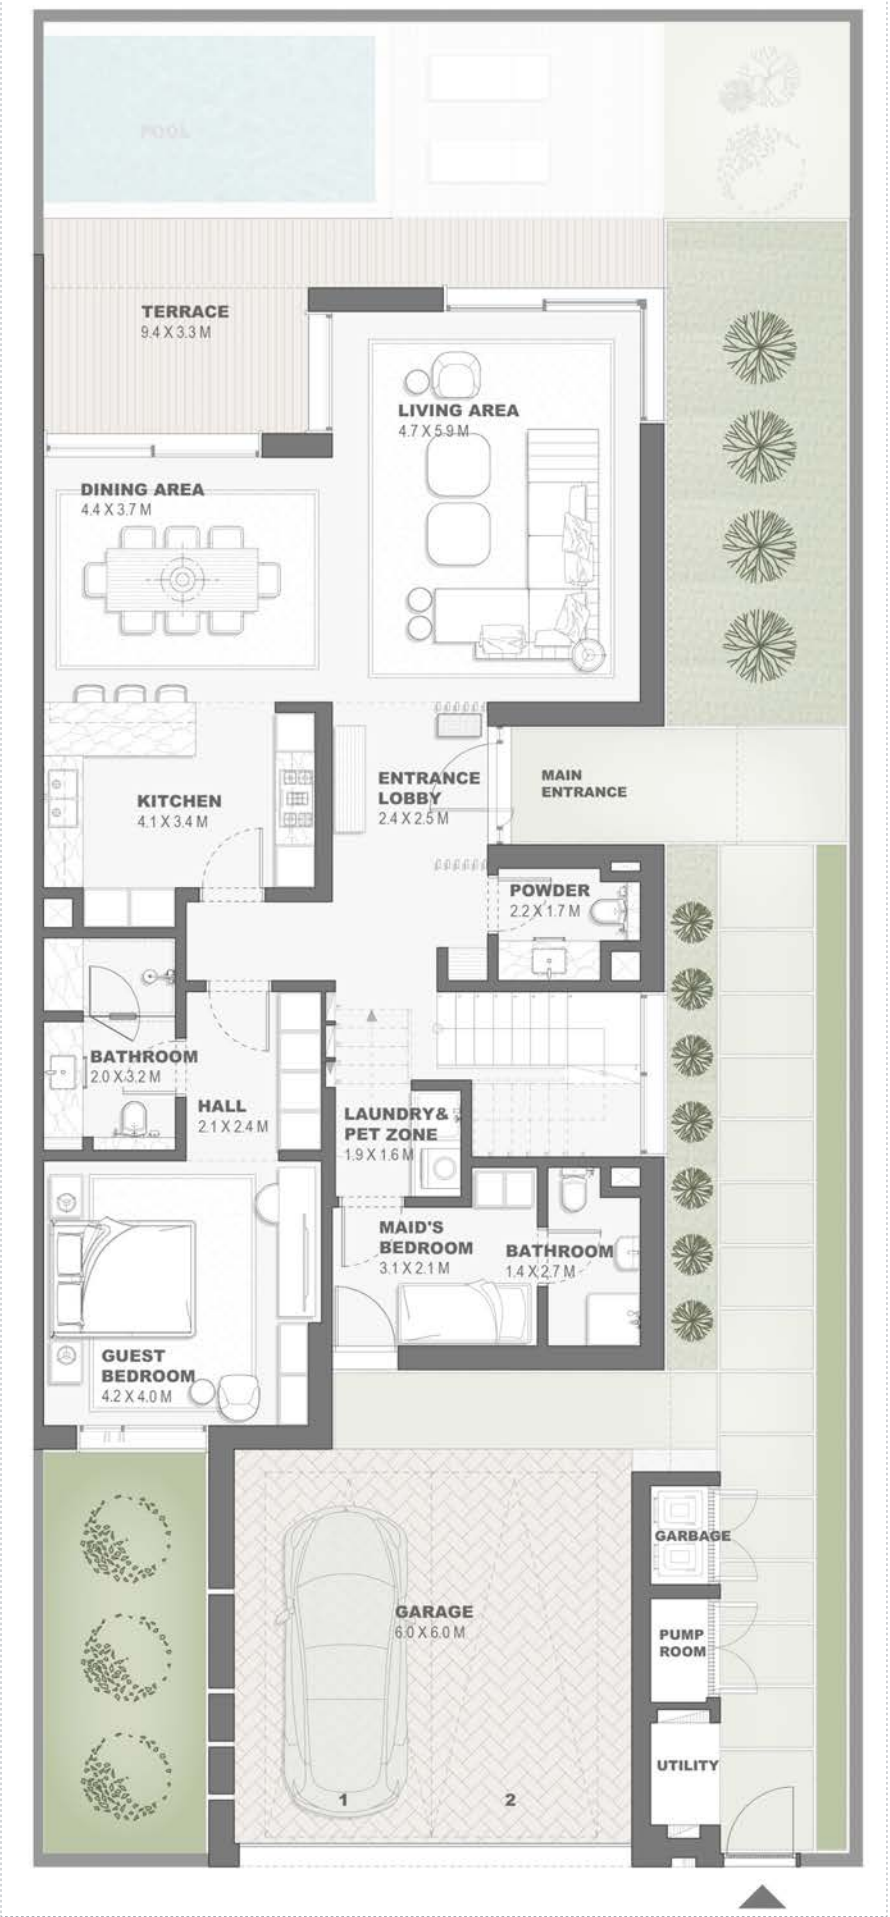 POOL
TERRACE
9.4 X 3.3 M
LIVING AREA
4.7 X 5.9 M
DINING AREA
4.4 X 3.7 M
ENTRANCE
LOBBY
2.4 X 2.5 M
MAIN
ENTRANCE
KITCHEN
4.1 X 3.4 M
POWDER
2.2 X 1.7 M
BATHROOM
2.0 X 3.2 M
HALL
2.1 X 2.4 M
LAUNDRY&
PET ZONE
1.9 X 1.6 M
MAID'S
BEDROOM
3.1 X 2.1 M
BATHROOM
1.4 X 2.7 M
GUEST
BEDROOM
4.2 X 4.0 M
GARBAGE
GARAGE
6.0 X 6.0 M
PUMP
ROOM
UTILITY
1
2